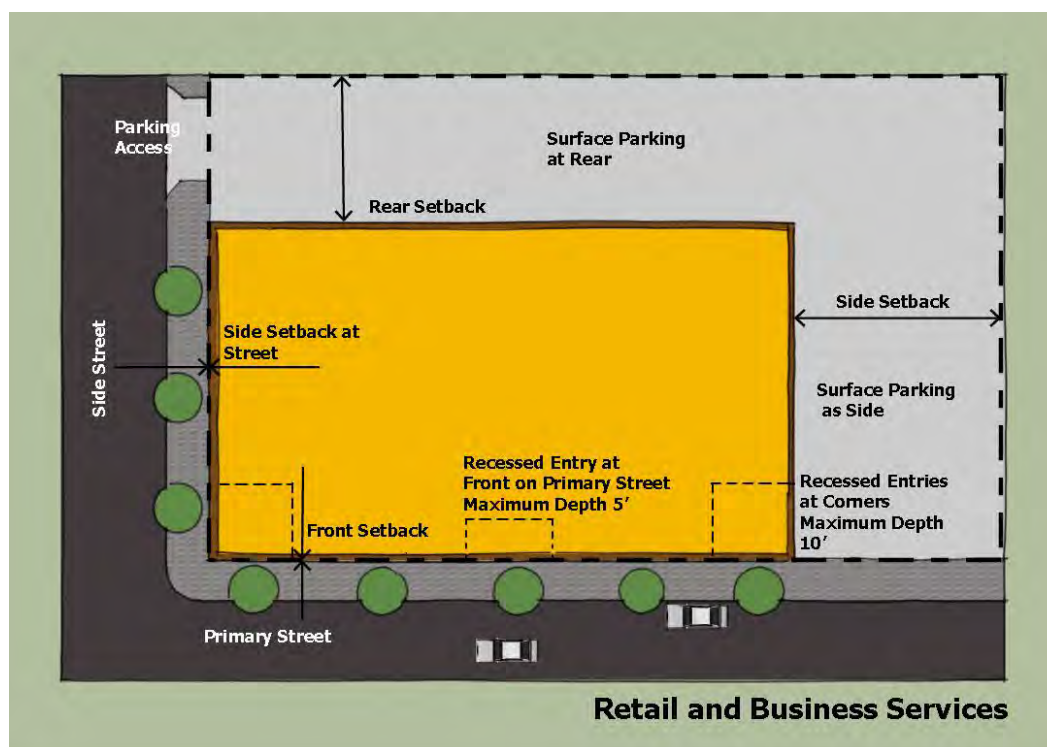 Parking
Access
Surface Parking
at Rear
Rear Setback
Side Setback
Side Setback at
Street
Side Street
Surface Parking
as Side
Recessed Entry at
Front on Primary Street
Maximum Depth 5'
Recessed Entries
at Corners
Maximum Depth
10'
Front Setback
Primary Street
Retail and Business Services